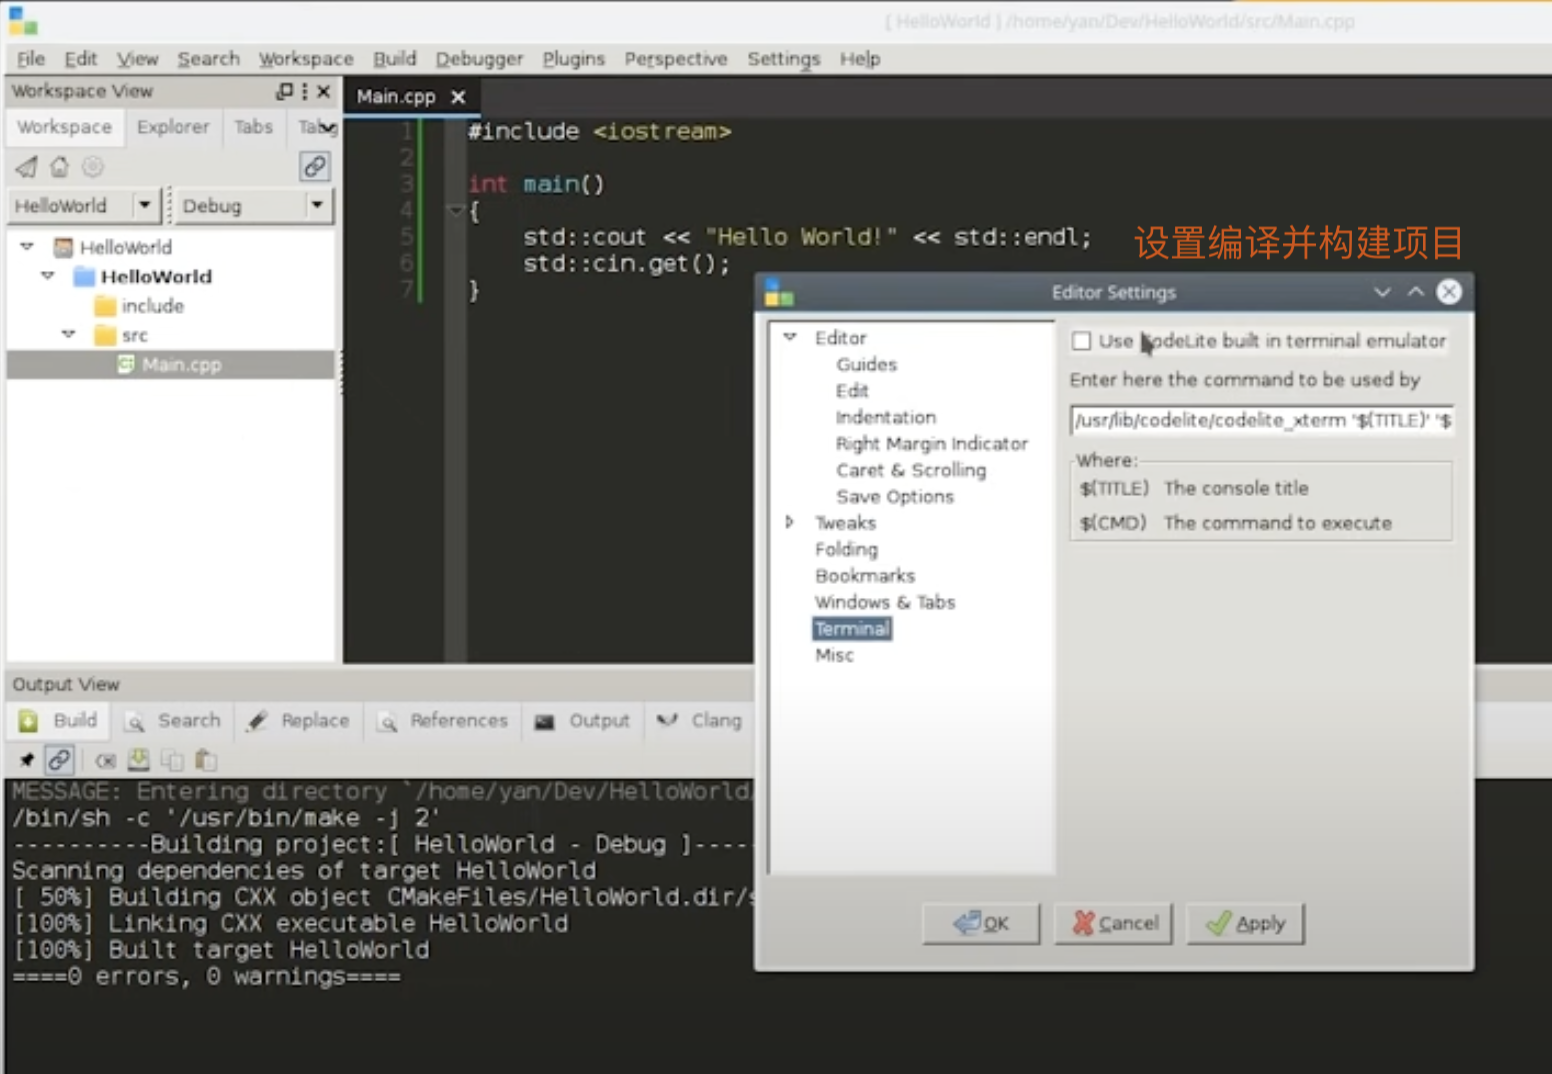 [ HelloWorld ] /home/yan/Dev/HelloWorld/src/Main.cpp
File Edit View Search Workspace Build Debugger Plugins Perspective Settings Help
Workspace View
Workspace Explorer Tabs
HelloWorld Debug
HelloWorld
HelloWorld
include
src
Main.cpp
Main.cpp
1 #include <iostream>
2
3 int main()
4 {
5 std::cout << "Hello World!" << std::endl;
6 std::cin.get();
7 }
设置编译并构建项目
Editor Settings
Editor
Guides
Edit
Indentation
Right Margin Indicator
Caret & Scrolling
Save Options
Tweaks
Folding
Bookmarks
Windows & Tabs
Terminal
Misc
Use CodeLite built in terminal emulator
Enter here the command to be used by
/usr/lib/codelite/codelite_xterm '$(TITLE)' '$
Where:
$(TITLE) The console title
$(CMD) The command to execute
OK Cancel Apply
Output View
Build Search Replace References Output Clang
MESSAGE: Entering directory `/home/yan/Dev/HelloWorld/
/bin/sh -c '/usr/bin/make -j 2'
----------Building project:[ HelloWorld - Debug ]----
Scanning dependencies of target HelloWorld
[ 50%] Building CXX object CMakeFiles/HelloWorld.dir/s
[100%] Linking CXX executable HelloWorld
[100%] Built target HelloWorld
====0 errors, 0 warnings====